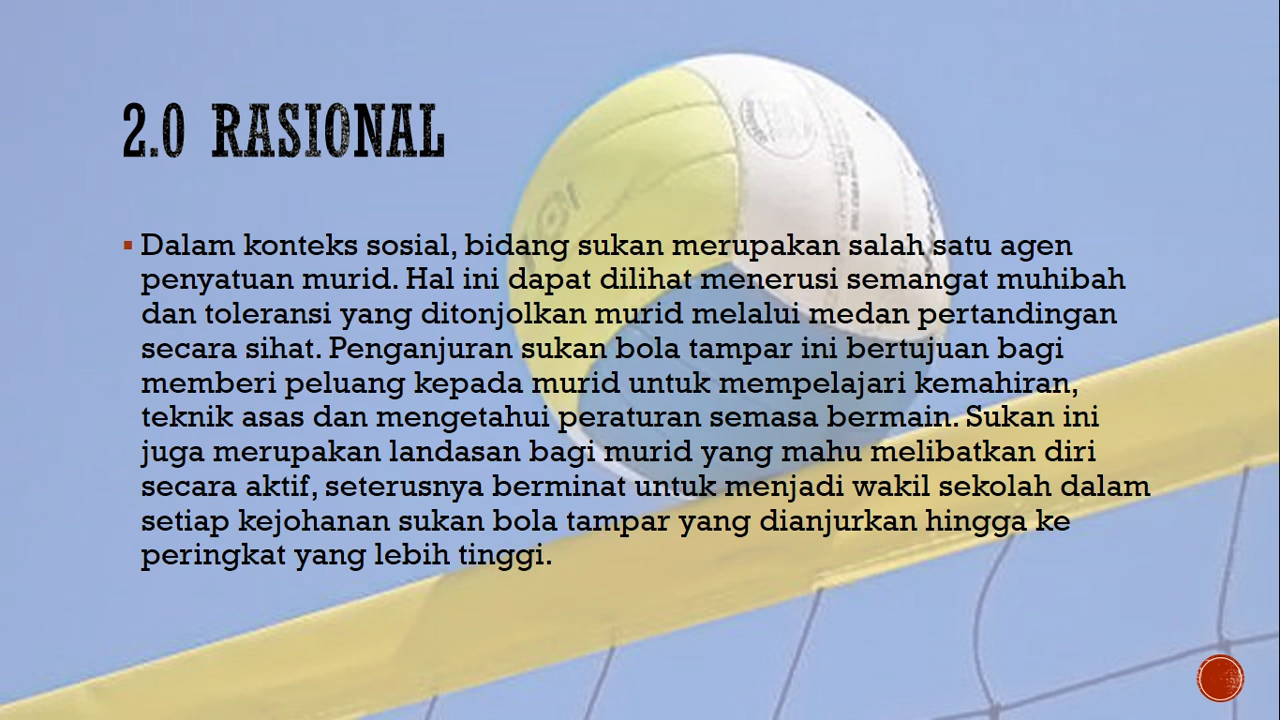 2.0 RASIONAL
▪ Dalam konteks sosial, bidang sukan merupakan salah satu agen
penyatuan murid. Hal ini dapat dilihat menerusi semangat muhibah
dan toleransi yang ditonjolkan murid melalui medan pertandingan
secara sihat. Penganjuran sukan bola tampar ini bertujuan bagi
memberi peluang kepada murid untuk mempelajari kemahiran,
teknik asas dan mengetahui peraturan semasa bermain. Sukan ini
juga merupakan landasan bagi murid yang mahu melibatkan diri
secara aktif, seterusnya berminat untuk menjadi wakil sekolah dalam
setiap kejohanan sukan bola tampar yang dianjurkan hingga ke
peringkat yang lebih tinggi.